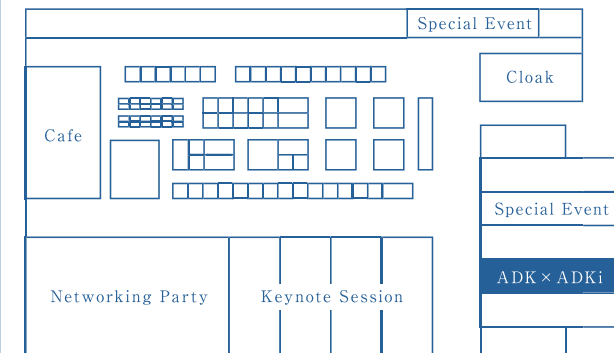 Special Event
Cloak
Cafe
Special Event
ADK×ADKi
Networking Party
Keynote Session